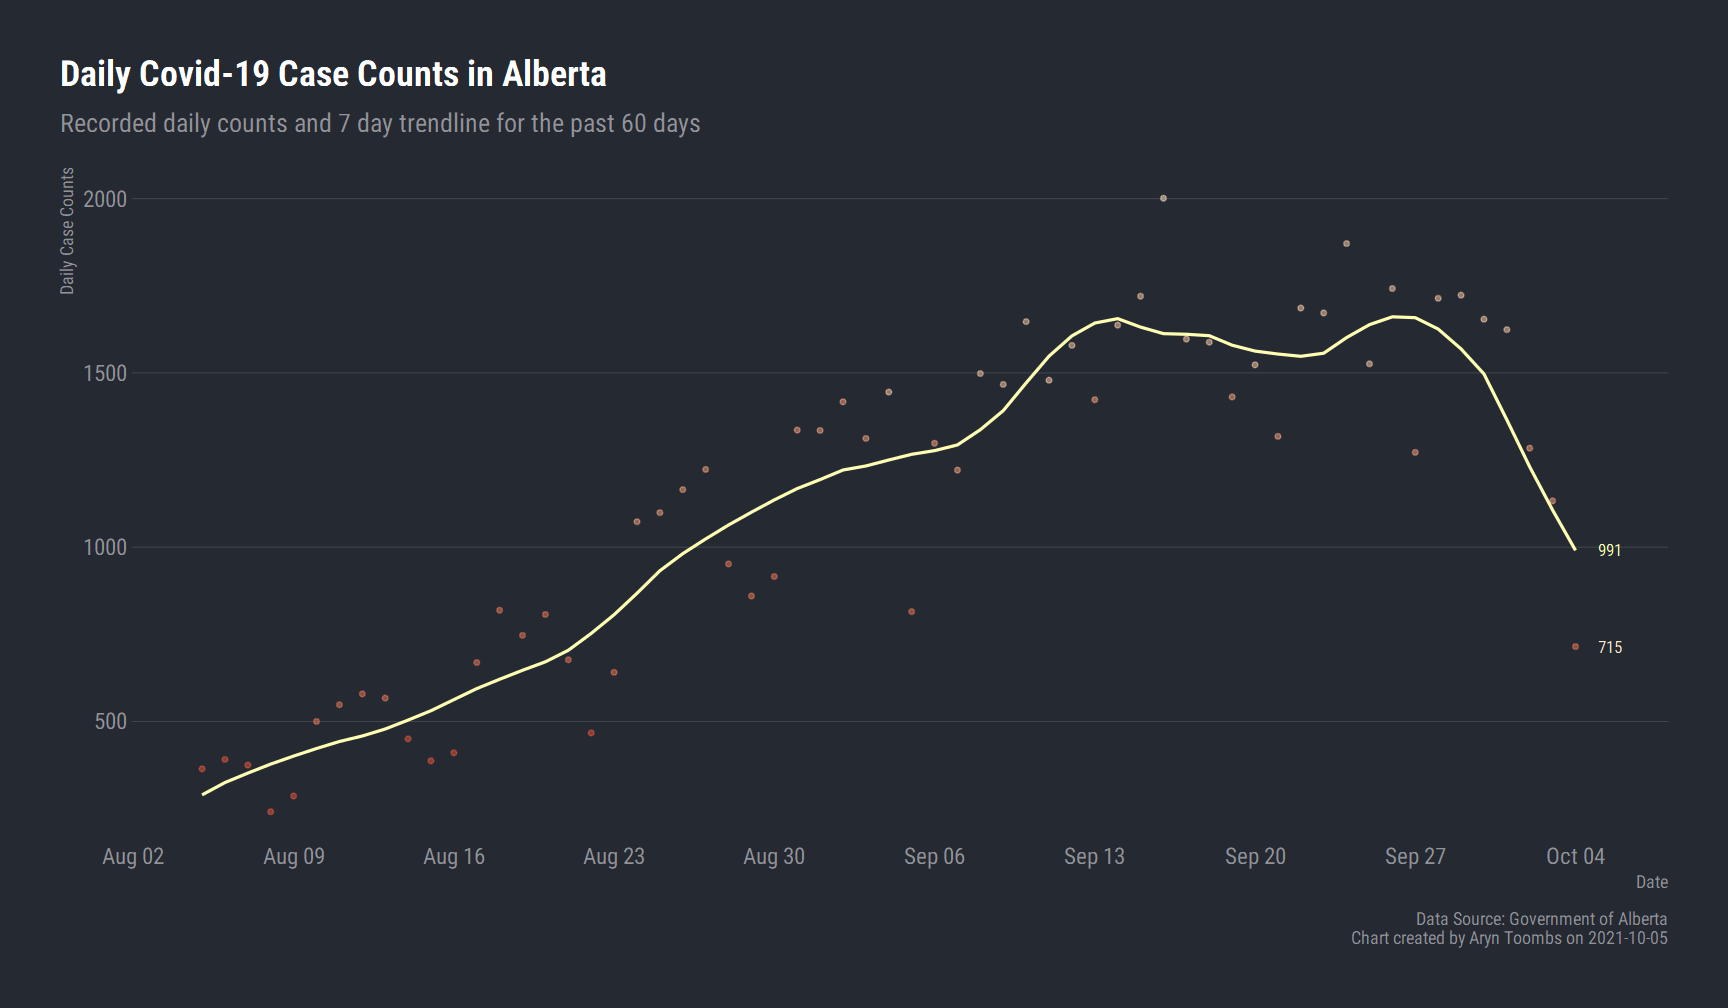 Daily Covid-19 Case Counts in Alberta
Recorded daily counts and 7 day trendline for the past 60 days
Daily Case Counts
2000
1500
1000
500
991
715
Aug 02
Aug 09
Aug 16
Aug 23
Aug 30
Sep 06
Sep 13
Sep 20
Sep 27
Oct 04
Date
Data Source: Government of Alberta
Chart created by Aryn Toombs on 2021-10-05